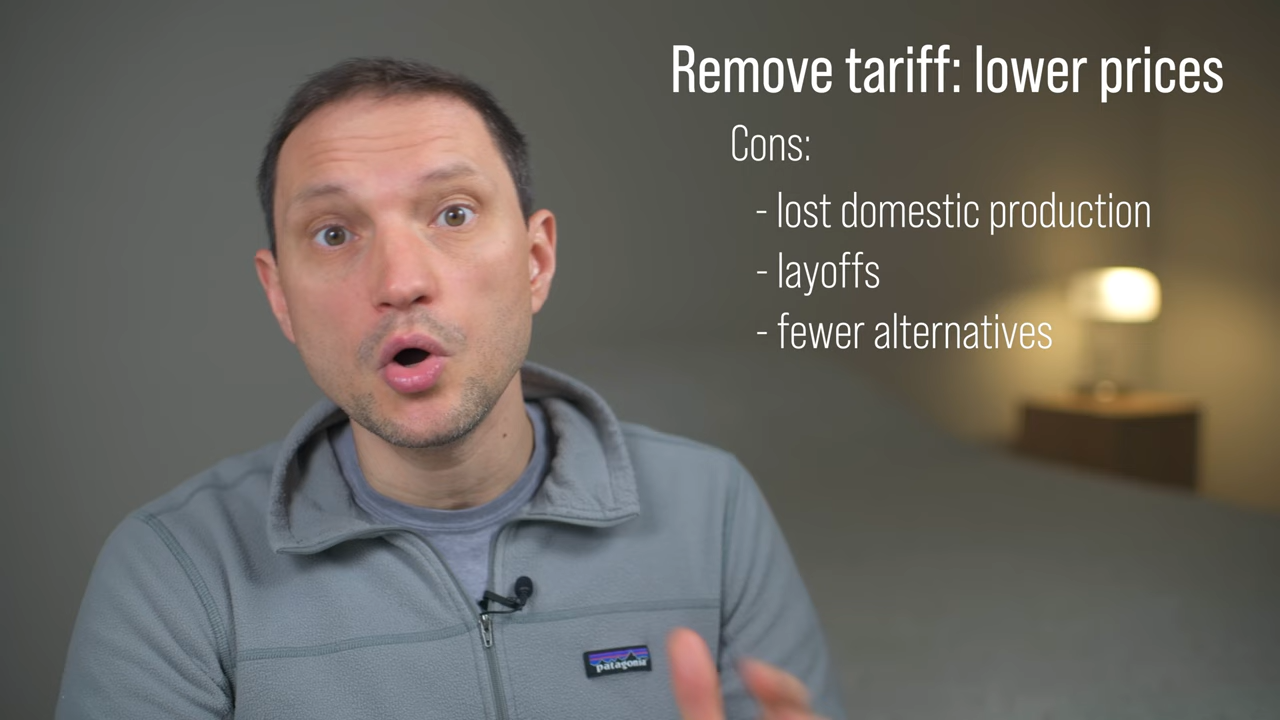 Remove tariff: lower prices
Cons:
- lost domestic production
- layoffs
- fewer alternatives
patagonia